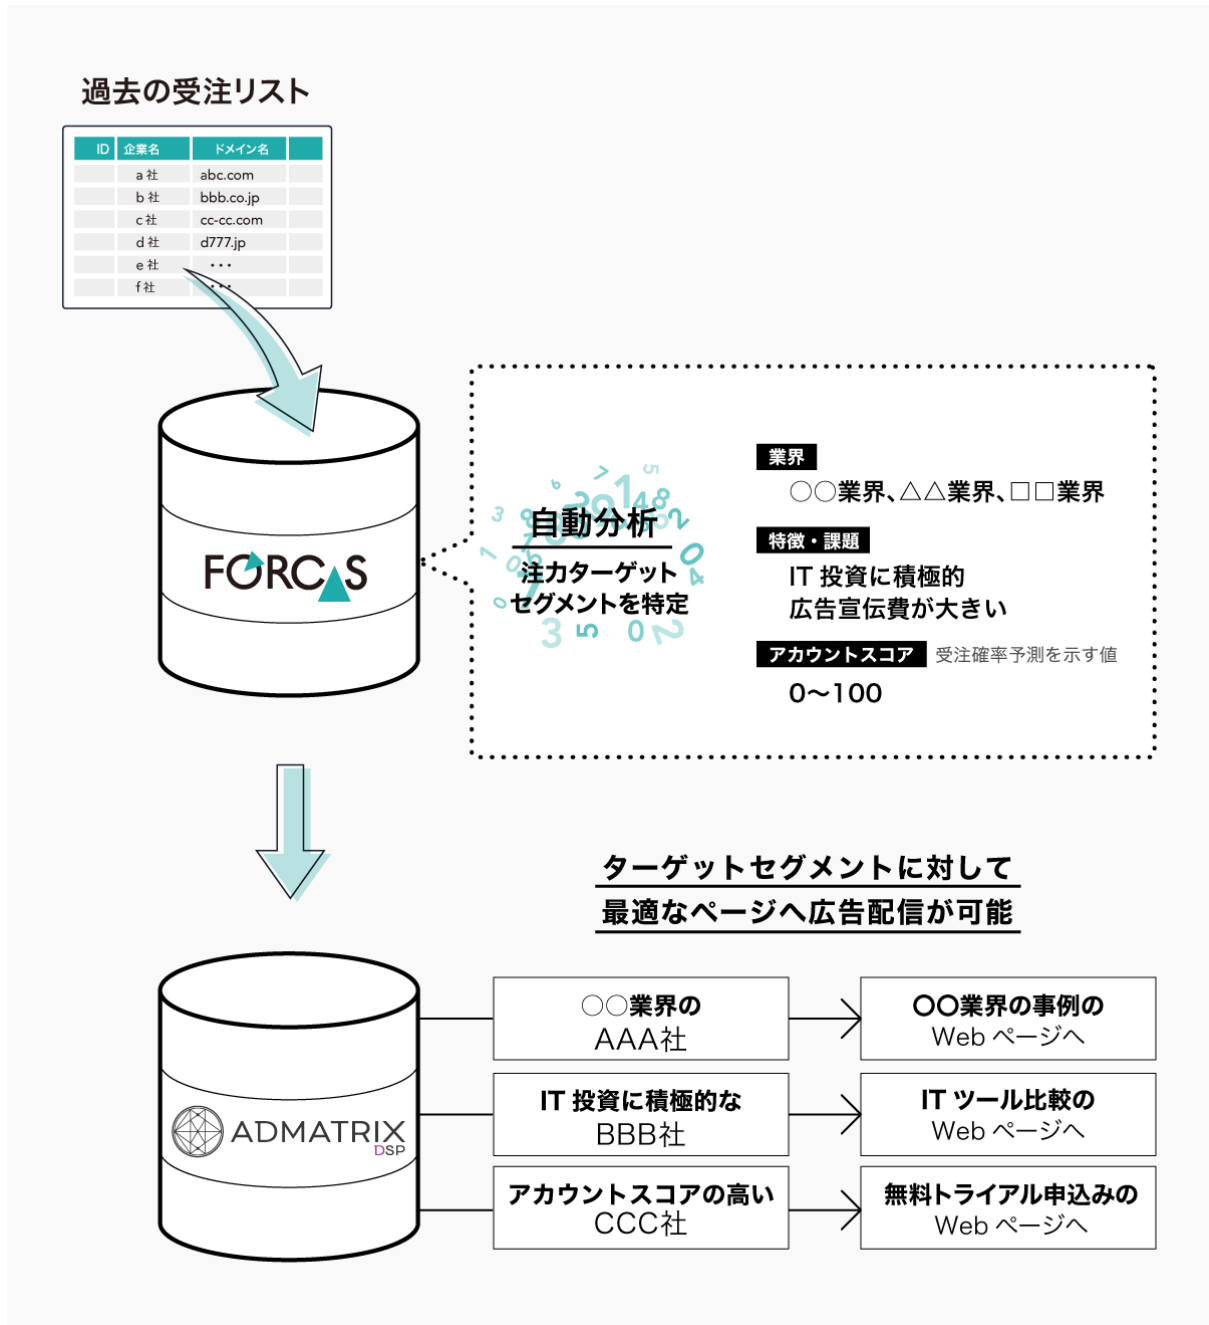 過去の受注リスト
ID 企業名 ドメイン名
a 社 abc.com
b 社 bbb.co.jp
c 社 cc-cc.com
d 社 d777.jp
e 社 ・・・
f 社 ・・・
FORCAS
自動分析
注力ターゲット
セグメントを特定
業界
○○業界、△△業界、□□業界
特徴・課題
IT 投資に積極的
広告宣伝費が大きい
アカウントスコア 受注確率予測を示す値
0〜100
ターゲットセグメントに対して
最適なページへ広告配信が可能
ADMATRIX
DSP
○○業界の
AAA社
〇〇業界の事例の
Web ページへ
IT 投資に積極的な
BBB社
IT ツール比較の
Web ページへ
アカウントスコアの高い
CCC社
無料トライアル申込みの
Web ページへ